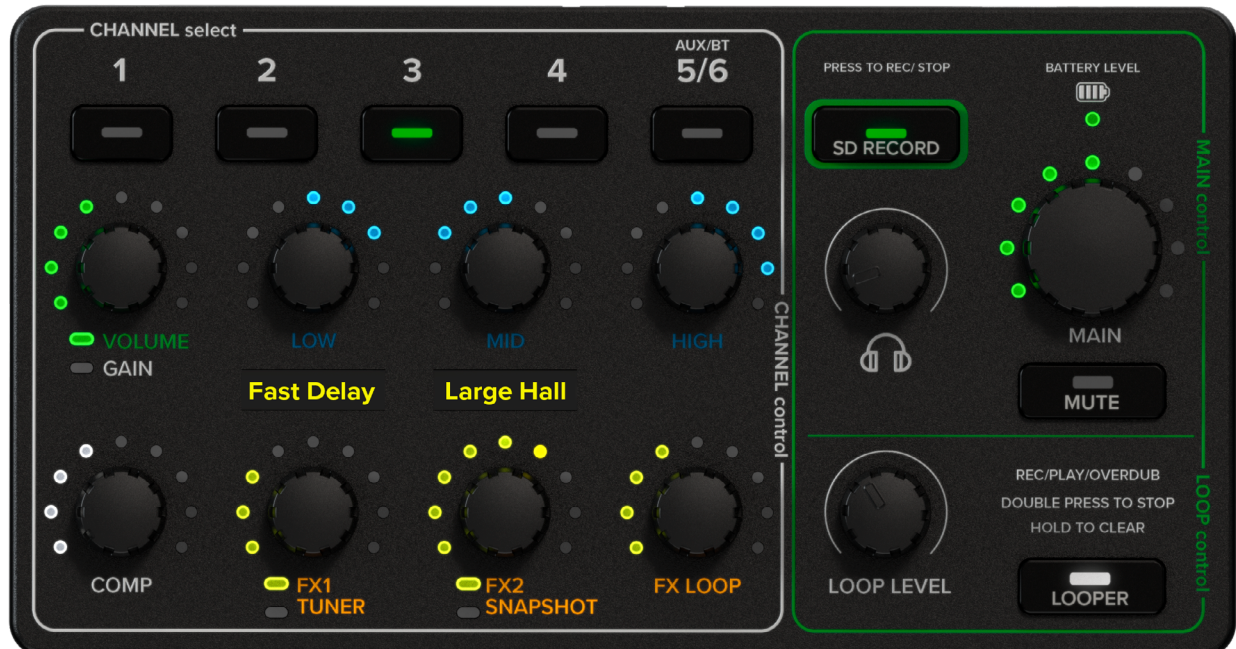 CHANNEL select
1
2
3
4
AUX/BT
5/6
VOLUME
GAIN
LOW
MID
HIGH
Fast Delay
Large Hall
COMP
FX1
TUNER
FX2
SNAPSHOT
FX LOOP
CHANNEL control
PRESS TO REC/ STOP
SD RECORD
BATTERY LEVEL
MAIN
MUTE
MAIN control
LOOP LEVEL
REC/PLAY/OVERDUB
DOUBLE PRESS TO STOP
HOLD TO CLEAR
LOOPER
LOOP control